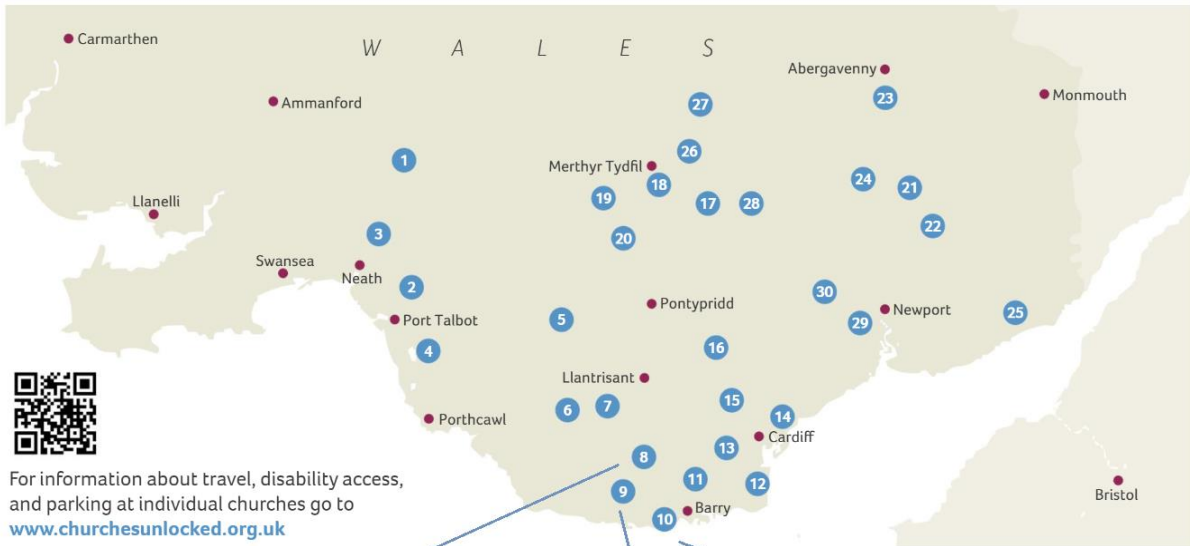 Carmarthen
W A L E S
Abergavenny
23
Monmouth
Ammanford
27
1
26
Merthyr Tydfil
18
19
17
28
24
21
Llanelli
22
3
20
Swansea
Neath
2
30
Pontypridd
Newport
25
Port Talbot
5
29
4
16
Llantrisant
6
7
15
14
Porthcawl
Cardiff
13
8
11
12
9
Barry
10
Bristol
For information about travel, disability access,
and parking at individual churches go to
www.churchesunlocked.org.uk